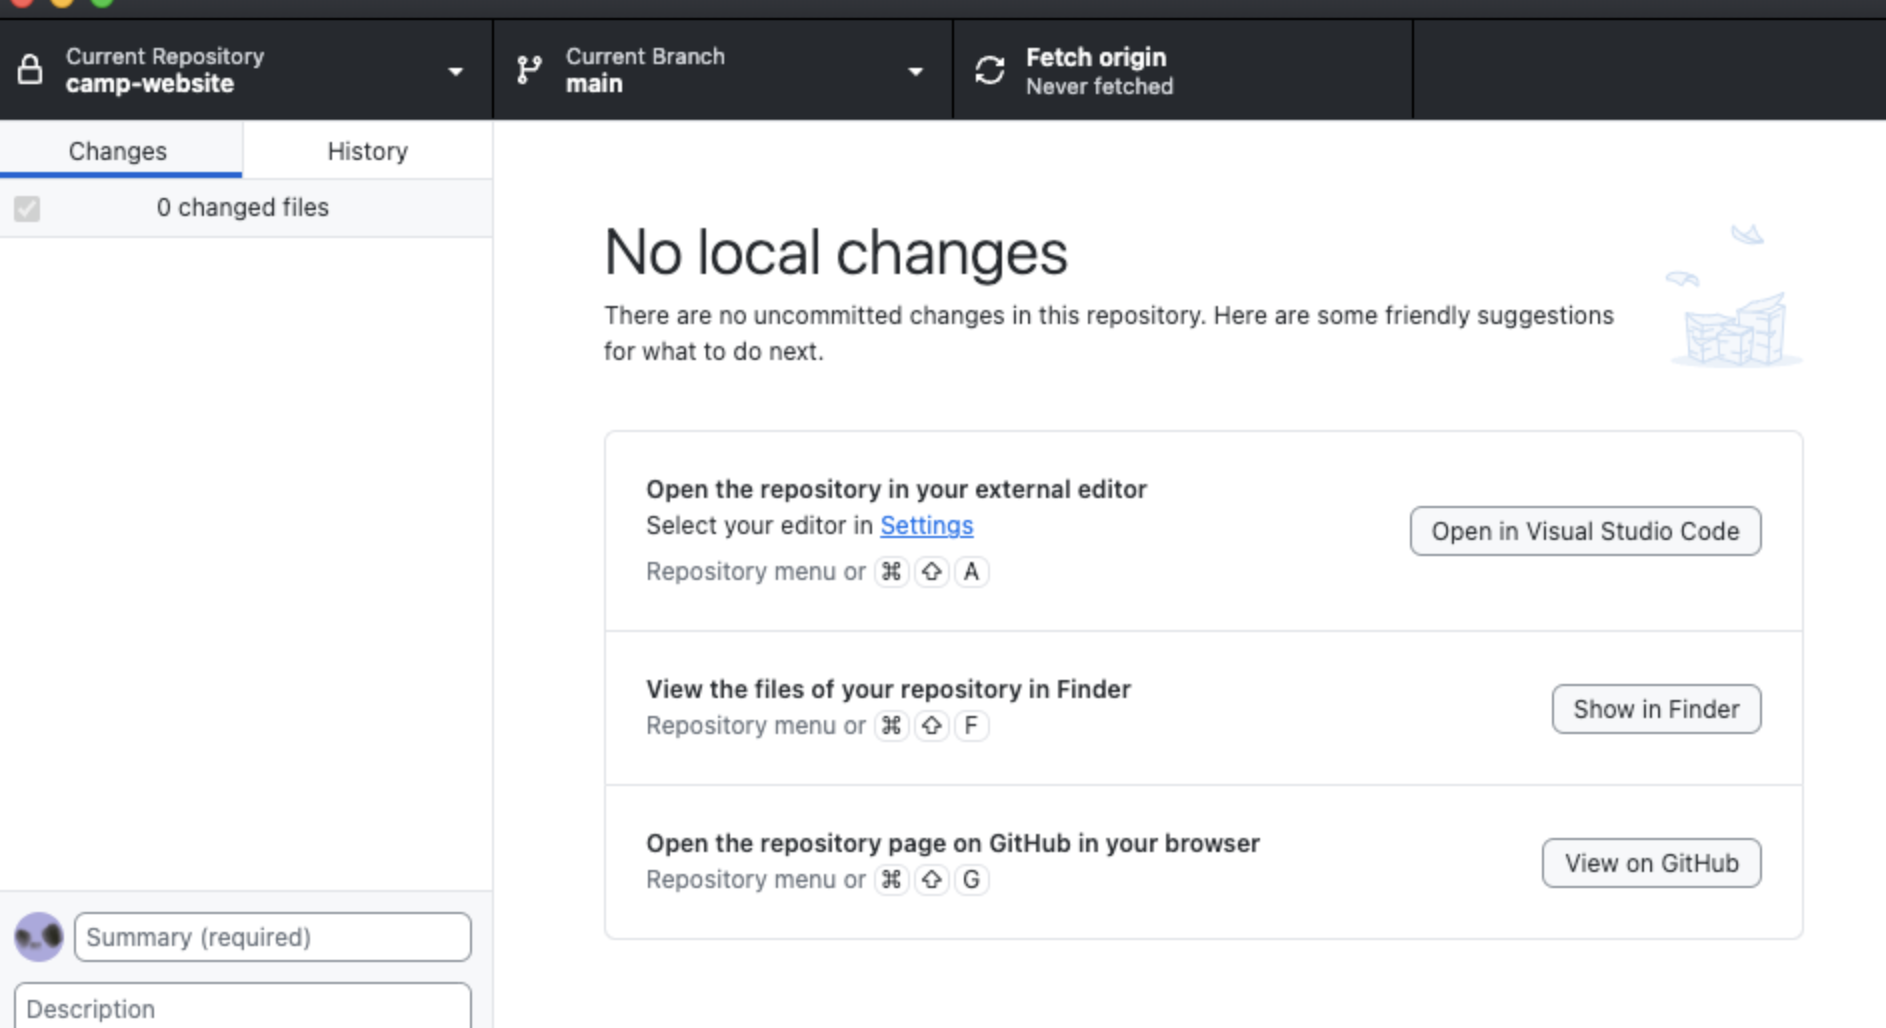 Current Repository
camp-website
Current Branch
main
Fetch origin
Never fetched
Changes
History
0 changed files
No local changes
There are no uncommitted changes in this repository. Here are some friendly suggestions
for what to do next.
Open the repository in your external editor
Select your editor in Settings
Repository menu or ⌘ ⇧ A
Open in Visual Studio Code
View the files of your repository in Finder
Repository menu or ⌘ ⇧ F
Show in Finder
Open the repository page on GitHub in your browser
Repository menu or ⌘ ⇧ G
View on GitHub
Summary (required)
Description